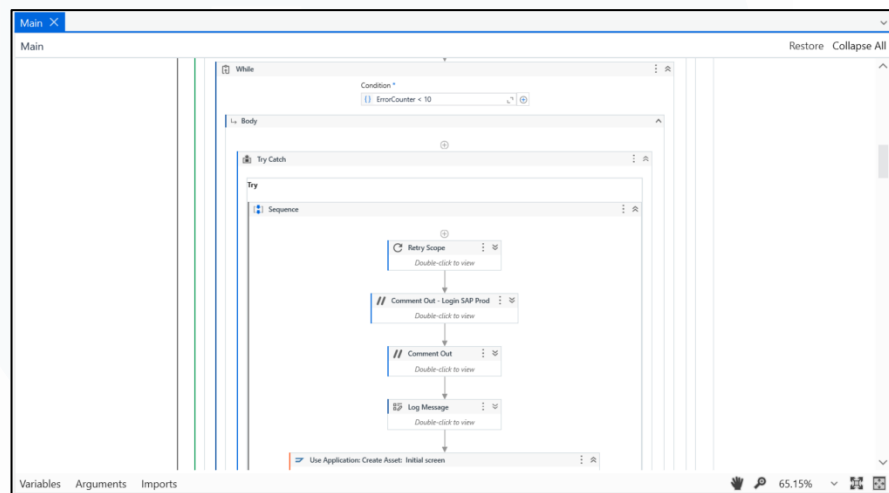 Main
Main
Restore Collapse All
While
Condition *
ErrorCounter < 10
Body
Try Catch
Try
Sequence
Retry Scope
Double-click to view
Comment Out - Login SAP Prod
Double-click to view
Comment Out
Double-click to view
Log Message
Double-click to view
Use Application: Create Asset: Initial screen
Variables Arguments Imports 65.15%